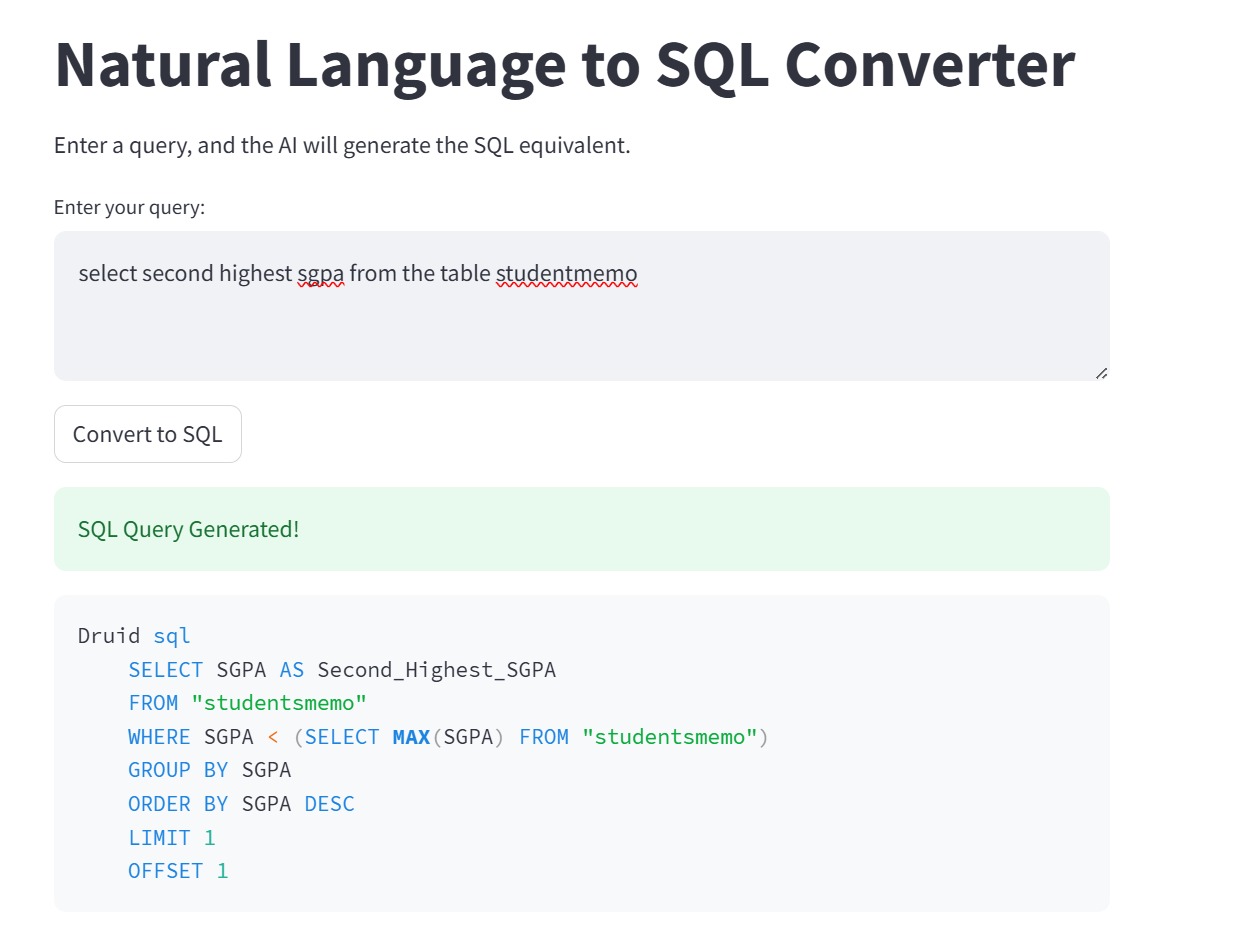 Natural Language to SQL Converter
Enter a query, and the AI will generate the SQL equivalent.
Enter your query:
select second highest sgpa from the table studentmemo
Convert to SQL
SQL Query Generated!
Druid sql
SELECT SGPA AS Second_Highest_SGPA
FROM "studentsmemo"
WHERE SGPA < (SELECT MAX(SGPA) FROM "studentsmemo")
GROUP BY SGPA
ORDER BY SGPA DESC
LIMIT 1
OFFSET 1